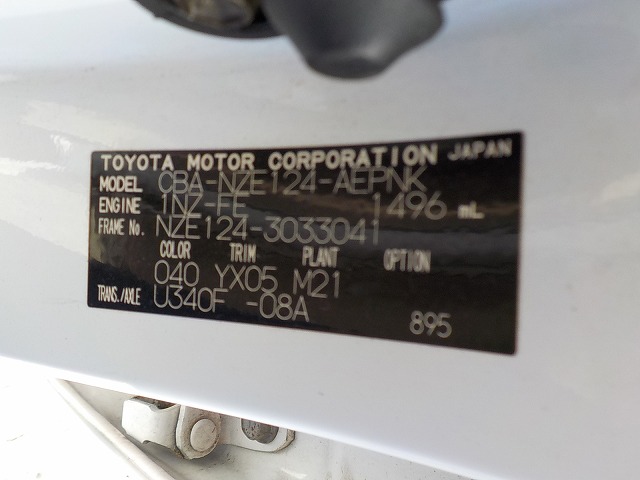 TOYOTA MOTOR CORPORATION JAPAN
MODEL CBA-NZE124-AEPNK
ENGINE 1NZ-FE 1496 mL
FRAME No. NZE124-3033041
COLOR TRIM PLANT OPTION
040 YX05 M21
TRANS./AXLE U340F -08A
895